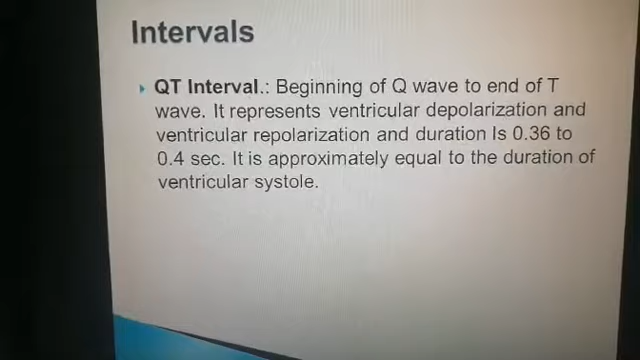 Intervals
QT Interval.: Beginning of Q wave to end of T
wave. It represents ventricular depolarization and
ventricular repolarization and duration Is 0.36 to
0.4 sec. It is approximately equal to the duration of
ventricular systole.